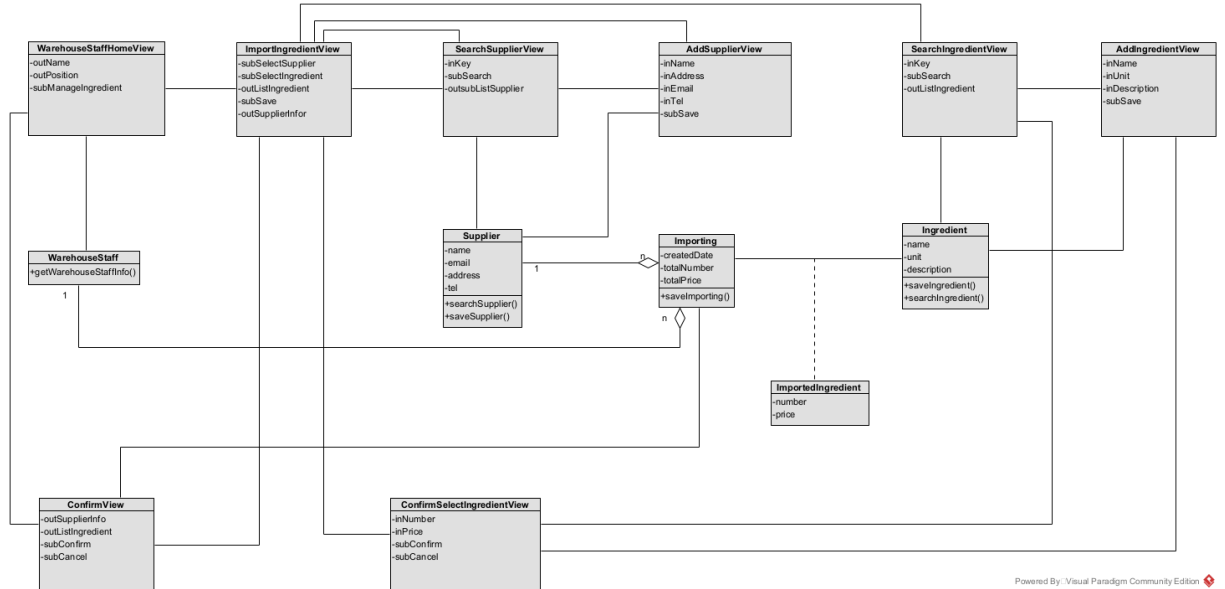 WarehouseStaffHomeView
-outName
-outPosition
-subManageIngredient
ImportIngredientView
-subSelectSupplier
-subSelectIngredient
-outListIngredient
-subSave
-outSupplierInfor
SearchSupplierView
-inKey
-subSearch
-outsubListSupplier
AddSupplierView
-inName
-inAddress
-inEmail
-inTel
-subSave
SearchIngredientView
-inKey
-subSearch
-outListIngredient
AddIngredientView
-inName
-inUnit
-inDescription
-subSave
WarehouseStaff
+getWarehouseStaffInfo()
1
Supplier
-name
-email
-address
-tel
+searchSupplier()
+saveSupplier()
1
n
Importing
-createdDate
-totalNumber
-totalPrice
+saveImporting()
n
Ingredient
-name
-unit
-description
+saveIngredient()
+searchIngredient()
ImportedIngredient
-number
-price
ConfirmView
-outSupplierInfo
-outListIngredient
-subConfirm
-subCancel
ConfirmSelectIngredientView
-inNumber
-inPrice
-subConfirm
-subCancel
Powered By Visual Paradigm Community Edition